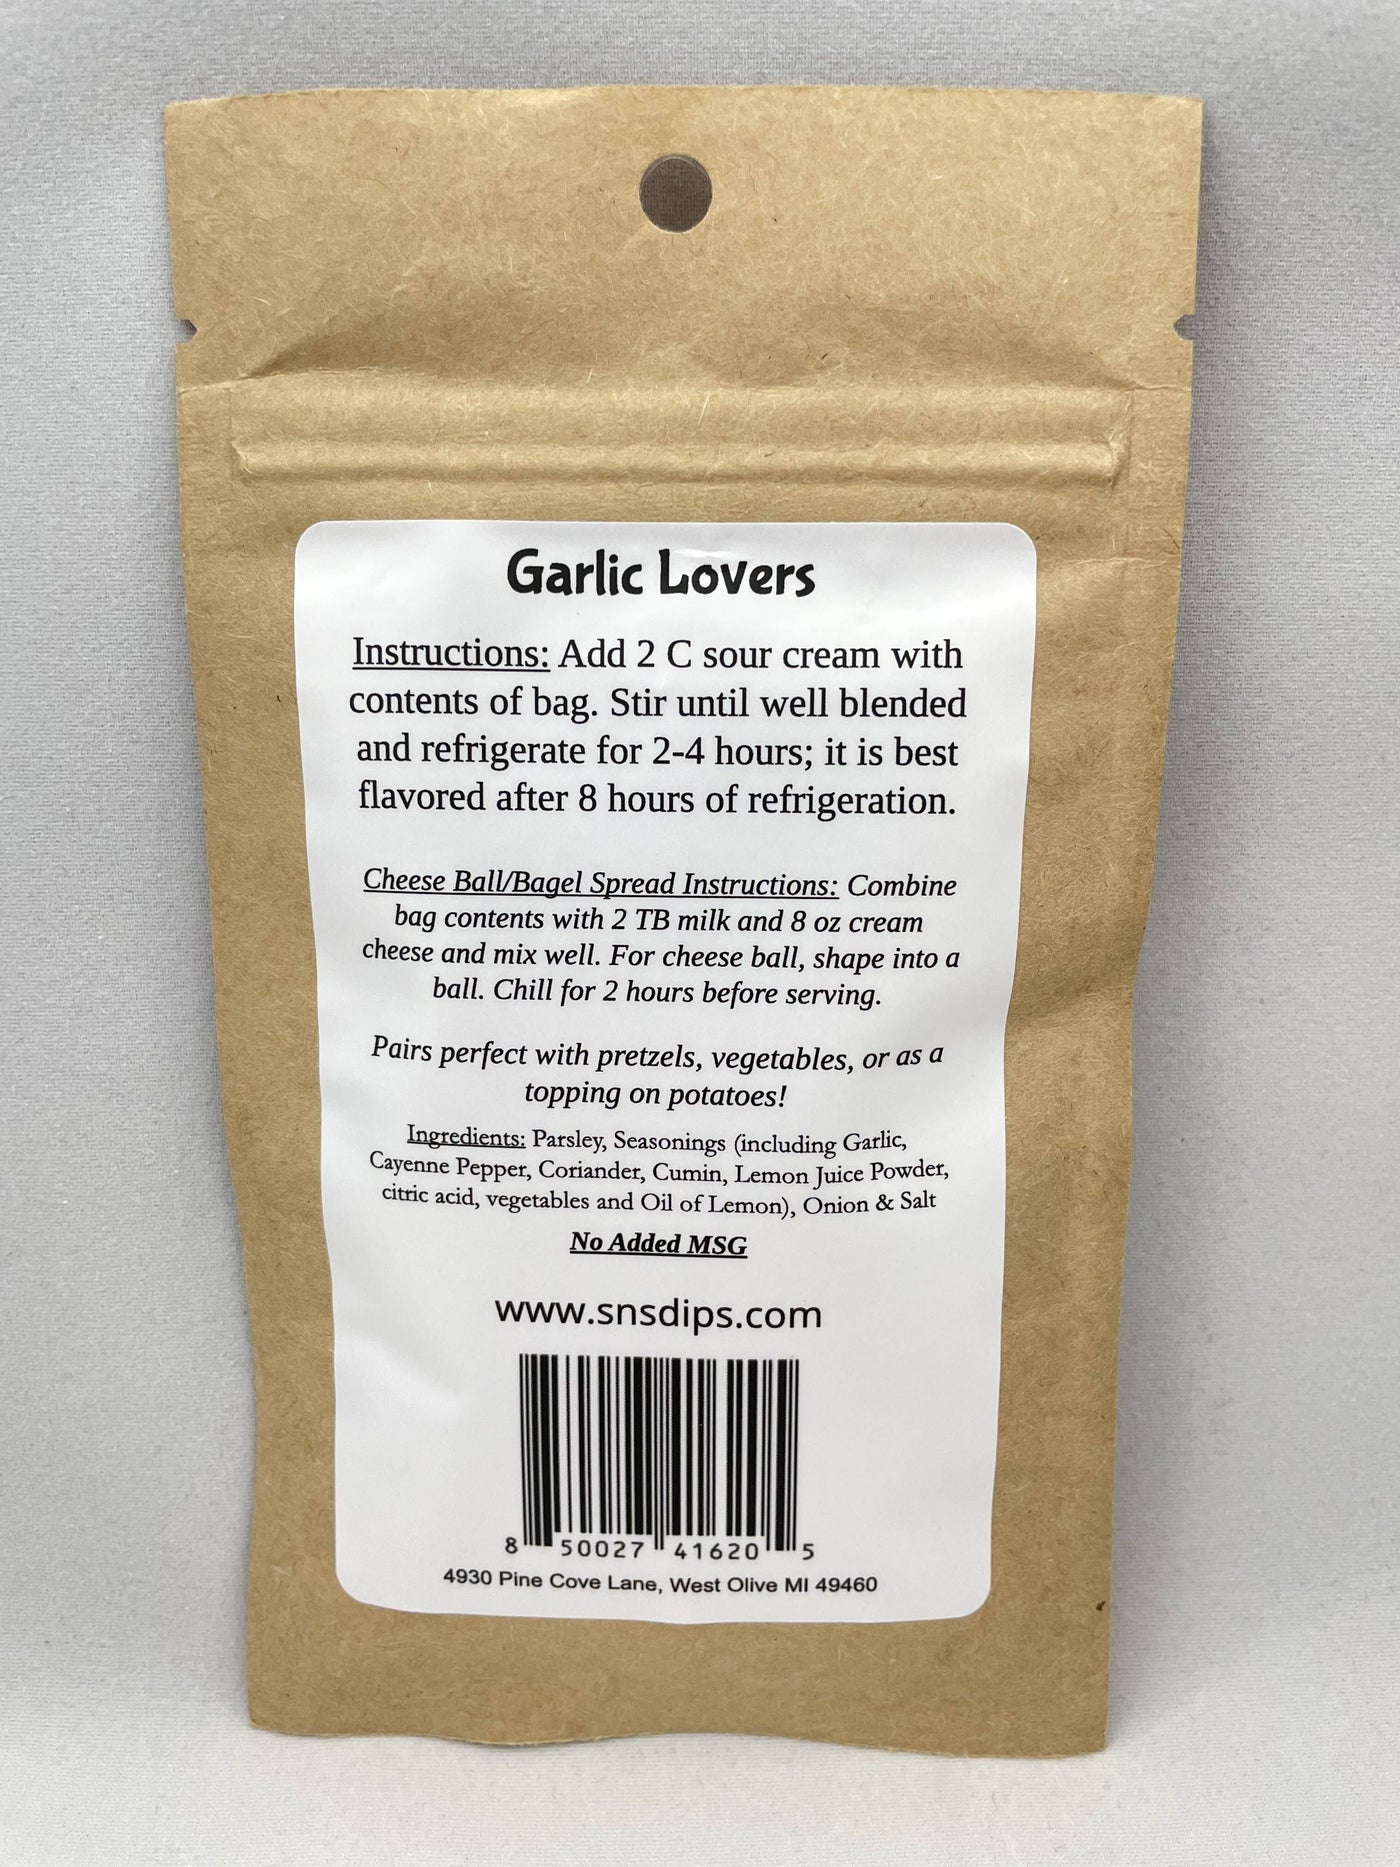 Garlic Lovers
Instructions: Add 2 C sour cream with
contents of bag. Stir until well blended
and refrigerate for 2-4 hours; it is best
flavored after 8 hours of refrigeration.
Cheese Ball/Bagel Spread Instructions: Combine
bag contents with 2 TB milk and 8 oz cream
cheese and mix well. For cheese ball, shape into a
ball. Chill for 2 hours before serving.
Pairs perfect with pretzels, vegetables, or as a
topping on potatoes!
Ingredients: Parsley, Seasonings (including Garlic,
Cayenne Pepper, Coriander, Cumin, Lemon Juice Powder,
citric acid, vegetables and Oil of Lemon), Onion & Salt
No Added MSG
www.snsdips.com
8 50027 41620 5
4930 Pine Cove Lane, West Olive MI 49460